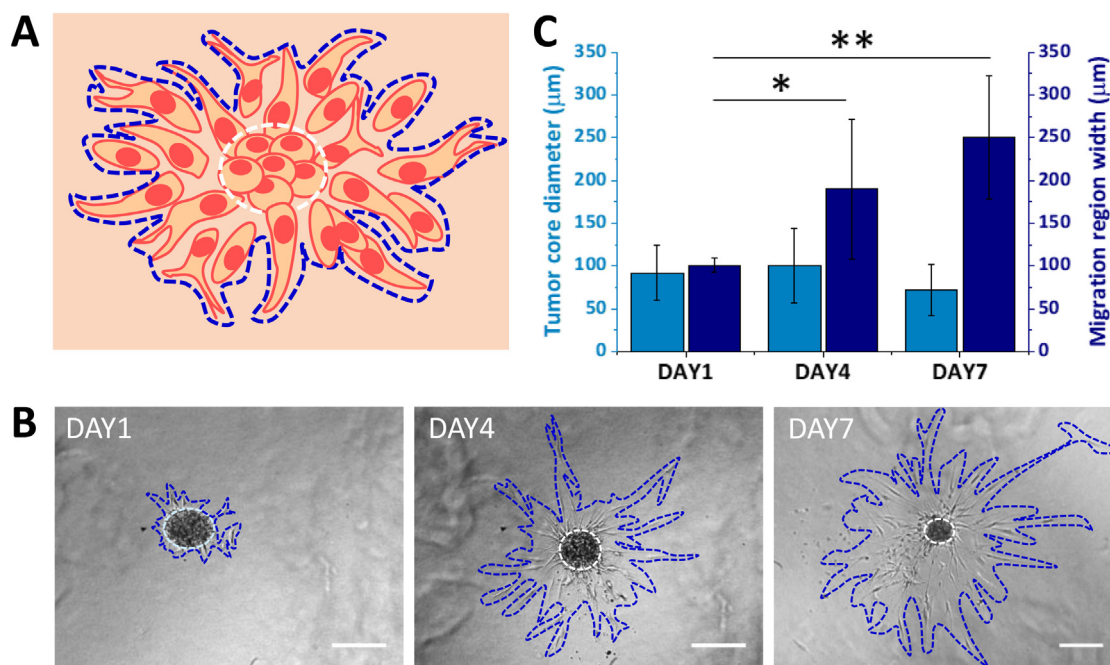 A
C
**
*
Tumor core diameter (μm)
350
300
250
200
150
100
50
0
350
300
250
200
150
100
50
0
Migration region width (μm)
DAY1 DAY4 DAY7
B
DAY1
DAY4
DAY7